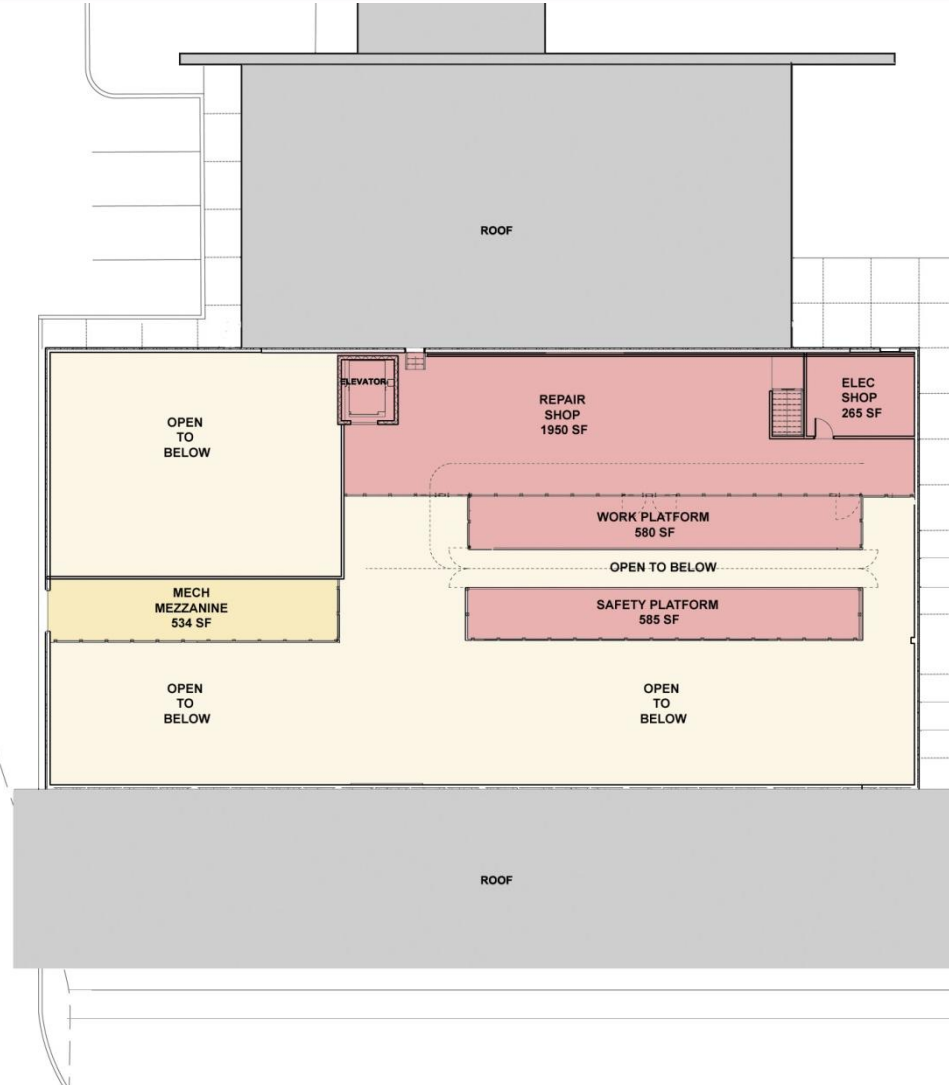 ROOF
ELEVATOR
REPAIR
SHOP
1950 SF
ELEC
SHOP
265 SF
OPEN
TO
BELOW
WORK PLATFORM
580 SF
OPEN TO BELOW
MECH
MEZZANINE
534 SF
SAFETY PLATFORM
585 SF
OPEN
TO
BELOW
OPEN
TO
BELOW
ROOF